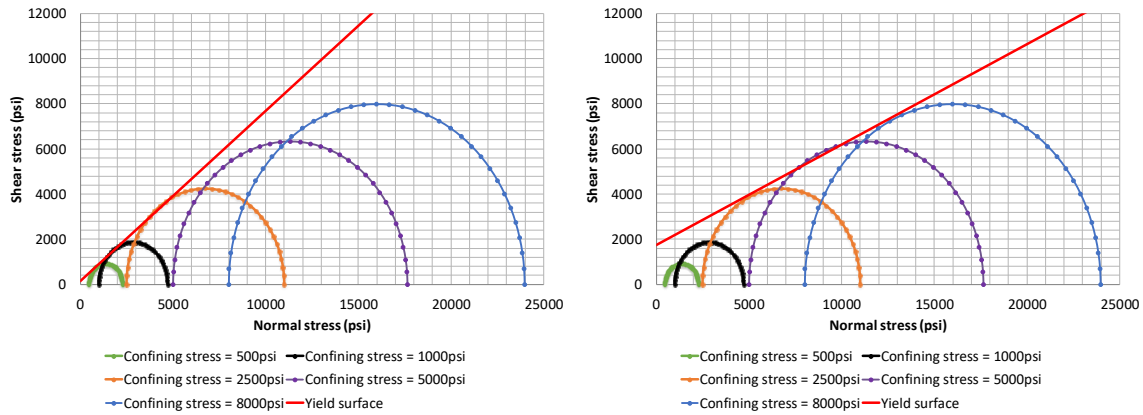 12000
10000
8000
6000
4000
2000
0
Shear stress (psi)
0 5000 10000 15000 20000 25000
Normal stress (psi)
Confining stress = 500psi
Confining stress = 1000psi
Confining stress = 2500psi
Confining stress = 5000psi
Confining stress = 8000psi
Yield surface
12000
10000
8000
6000
4000
2000
0
Shear stress (psi)
0 5000 10000 15000 20000 25000
Normal stress (psi)
Confining stress = 500psi
Confining stress = 1000psi
Confining stress = 2500psi
Confining stress = 5000psi
Confining stress = 8000psi
Yield surface